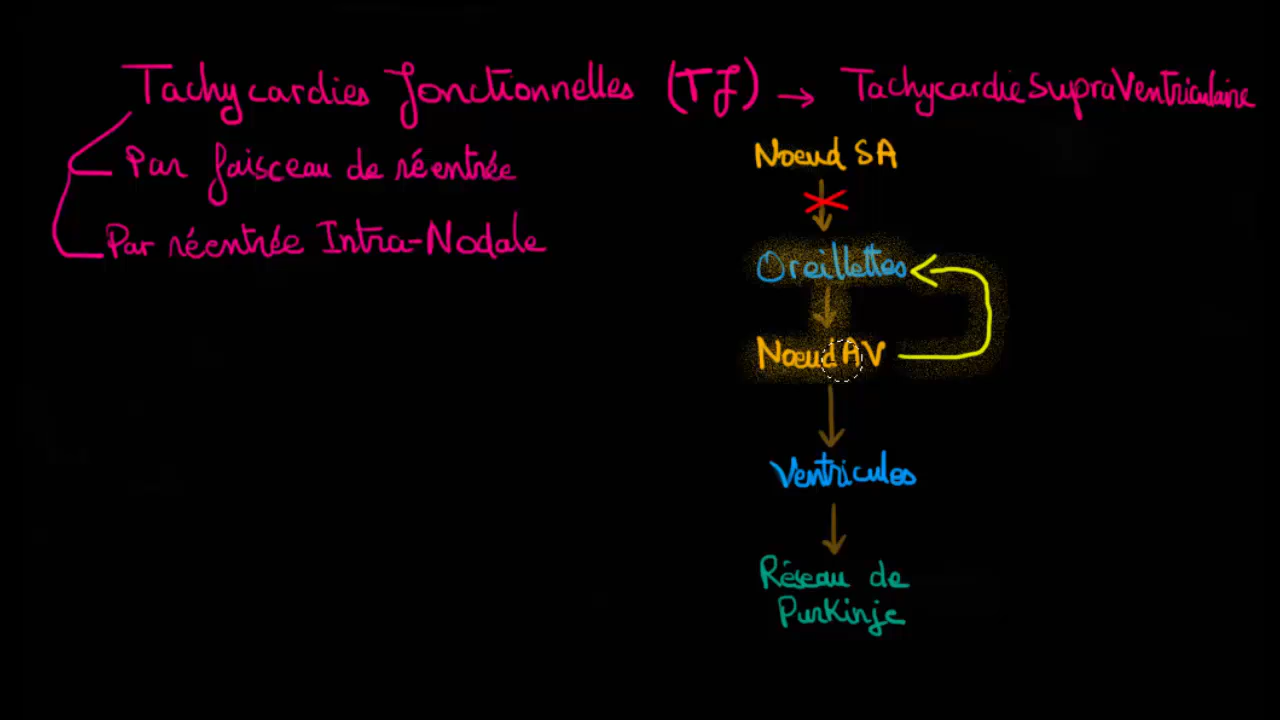 Tachycardies fonctionnelles (TJ) → Tachycardie SupraVentriculaire
Par faisceau de réentrée
Par réentrée Intra-Nodale
Noeud SA
Oreillettes
Noeud AV
Ventricules
Réseau de
Purkinje